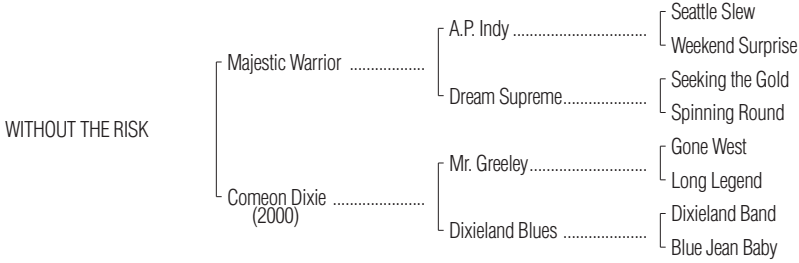 Seattle Slew
A.P. Indy ................................
Weekend Surprise
Majestic Warrior ..................
Seeking the Gold
Dream Supreme....................
Spinning Round
WITHOUT THE RISK
Gone West
Mr. Greeley............................
Long Legend
Comeon Dixie ......................
(2000)
Dixieland Band
Dixieland Blues ....................
Blue Jean Baby